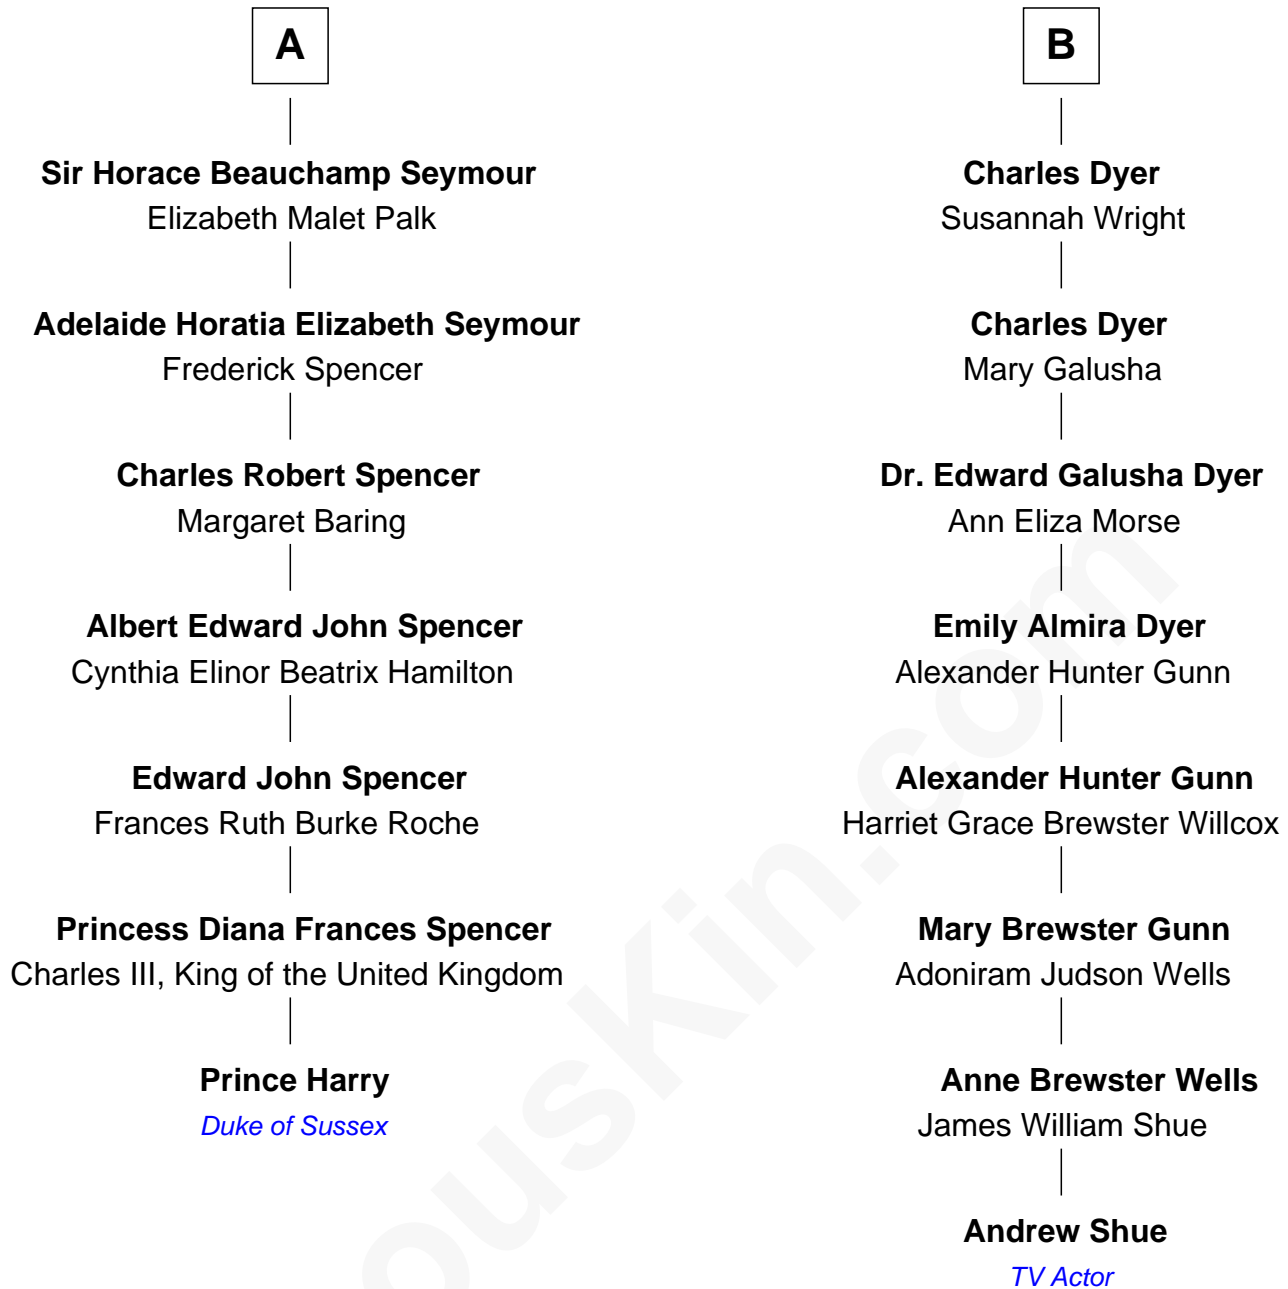 A
Sir Horace Beauchamp Seymour
Elizabeth Malet Palk
Adelaide Horatia Elizabeth Seymour
Frederick Spencer
Charles Robert Spencer
Margaret Baring
Albert Edward John Spencer
Cynthia Elinor Beatrix Hamilton
Edward John Spencer
Frances Ruth Burke Roche
Princess Diana Frances Spencer
Charles III, King of the United Kingdom
Prince Harry
Duke of Sussex
B
Charles Dyer
Susannah Wright
Charles Dyer
Mary Galusha
Dr. Edward Galusha Dyer
Ann Eliza Morse
Emily Almira Dyer
Alexander Hunter Gunn
Alexander Hunter Gunn
Harriet Grace Brewster Willcox
Mary Brewster Gunn
Adoniram Judson Wells
Anne Brewster Wells
James William Shue
Andrew Shue
TV Actor
ousKin.com